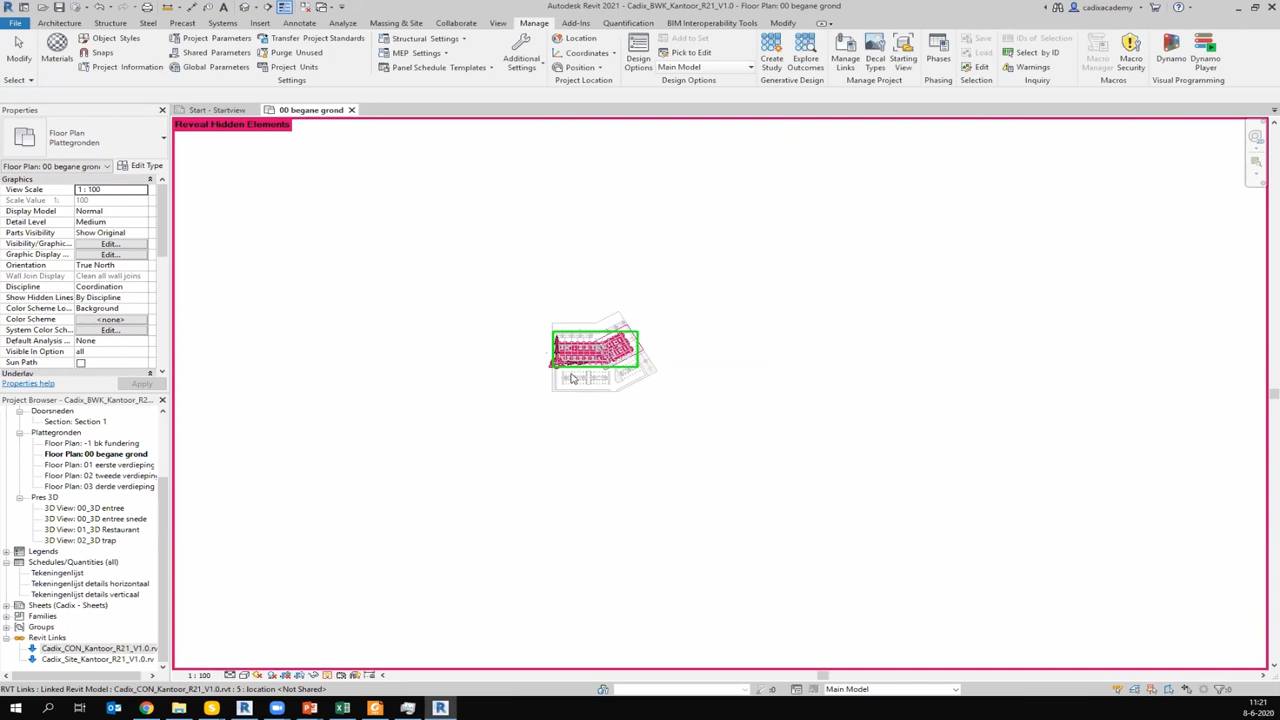 Autodesk Revit 2021 - Cadix_BWK_Kantoor_R21_V1.0 - Floor Plan: 00 begane grond
cadixacademy
File Architecture Structure Steel Precast Systems Insert Annotate Analyze Massing & Site Collaborate View Manage Add-Ins Quantification BIM Interoperability Tools Modify
Modify
Select
Materials
Object Styles
Snaps
Project Information
Project Parameters
Shared Parameters
Global Parameters
Transfer Project Standards
Purge Unused
Project Units
Settings
Structural Settings
MEP Settings
Panel Schedule Templates
Additional
Settings
Location
Coordinates
Position
Project Location
Design
Options
Add to Set
Pick to Edit
Main Model
Design Options
Create
Study
Explore
Outcomes
Generative Design
Manage
Links
Decal
Types
Starting
View
Manage Project
Phases
Phasing
Save
Load
Edit
Selection
IDs of Selection
Select by ID
Warnings
Inquiry
Macro
Manager
Macro
Security
Macros
Dynamo
Dynamo
Player
Visual Programming
Properties
Start - Startview
00 begane grond
Reveal Hidden Elements
Floor Plan
Plattegronden
Floor Plan: 00 begane gron
Edit Type
Graphics
View Scale 1 : 100
Scale Value 1: 100
Display Model Normal
Detail Level Medium
Parts Visibility Show Original
Visibility/Graphic... Edit...
Graphic Display ... Edit...
Orientation True North
Wall Join Display Clean all wall joins
Discipline Coordination
Show Hidden Lines By Discipline
Color Scheme Lo... Background
Color Scheme <none>
System Color Sch... Edit...
Default Analysis ... None
Visible In Option all
Sun Path
Underlay
Properties help
Apply
Project Browser - Cadix_BWK_Kantoor_R2...
Doorsneden
Section: Section 1
Plattegronden
Floor Plan: -1 bk fundering
Floor Plan: 00 begane grond
Floor Plan: 01 eerste verdieping
Floor Plan: 02 tweede verdieping
Floor Plan: 03 derde verdieping
Pres 3D
3D View: 00_3D entree
3D View: 00_3D entree snede
3D View: 01_3D Restaurant
3D View: 02_3D trap
Legends
Schedules/Quantities (all)
Tekeningenlijst
Tekeningenlijst details horizontaal
Tekeningenlijst details verticaal
Sheets (Cadix - Sheets)
Families
Groups
Revit Links
Cadix_CON_Kantoor_R21_V1.0.rv
Cadix_Site_Kantoor_R21_V1.0.rv
1 : 100
RVT Links : Linked Revit Model : Cadix_CON_Kantoor_R21_V1.0.rvt : 5 : location <Not Shared>
:0
Main Model
:0
11:21
8-6-2020